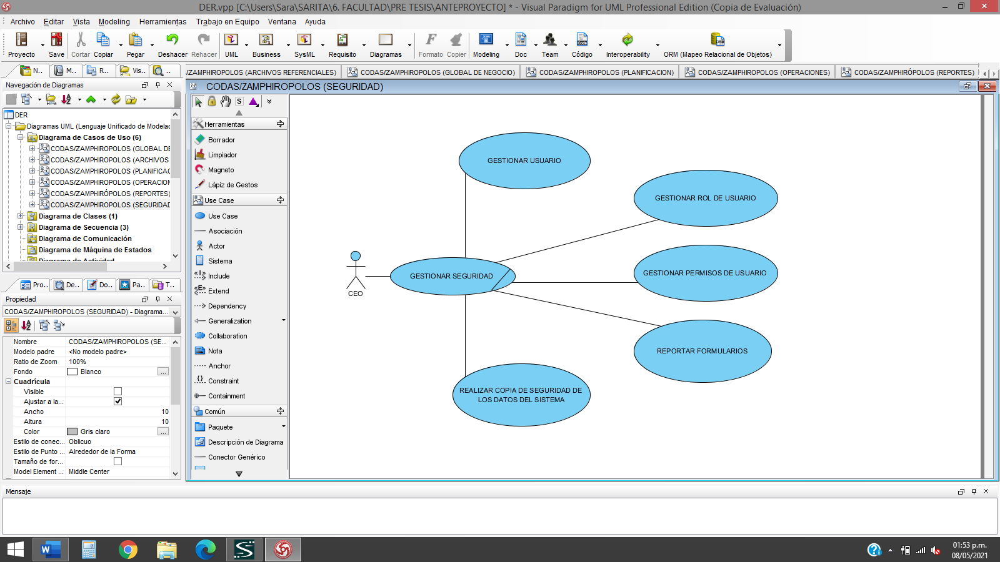 DER.vpp [C:\Users\Sara\SARITA\6. FACULTAD\PRE TESIS\ANTEPROYECTO] * - Visual Paradigm for UML Professional Edition (Copia de Evaluación)
Archivo Editar Vista Modeling Herramientas Trabajo en Equipo Ventana Ayuda
Proyecto Save Cortar Copiar Pegar Deshacer Rehacer UML Business SysML Requisito Diagramas Formato Copier Modeling Doc Team Código Interoperability ORM (Mapeo Relacional de Objetos)
N.. M.. R.. Vis.. ..
/ZAMPHIROPOLOS (ARCHIVOS REFERENCIALES) CODAS/ZAMPHIROPOLOS (GLOBAL DE NEGOCIO) CODAS/ZAMPHIROPOLOS (PLANIFICACION) CODAS/ZAMPHIROPOLOS (OPERACIONES) CODAS/ZAMPHIRÓPOLOS (REPORTES)
Navegación de Diagramas
DER
Diagramas UML (Lenguaje Unificado de Modelac
Diagrama de Casos de Uso (6)
CODAS/ZAMPHIROPOLOS (GLOBAL DE
CODAS/ZAMPHIROPOLOS (ARCHIVOS
CODAS/ZAMPHIROPOLOS (PLANIFICAC
CODAS/ZAMPHIROPOLOS (OPERACION
CODAS/ZAMPHIRÓPOLOS (REPORTES)
CODAS/ZAMPHIROPOLOS (SEGURIDAD
Diagrama de Clases (1)
Diagrama de Secuencia (3)
Diagrama de Comunicación
Diagrama de Máquina de Estados
Diagrama de Actividad
Pro.. De.. Do.. Pa.. T..
Propiedad
CODAS/ZAMPHIROPOLOS (SEGURIDAD) - Diagrama...
Nombre CODAS/ZAMPHIROPOLOS (SE...
Modelo padre <No modelo padre>
Ratio de Zoom 100%
Fondo Blanco ...
Cuadrícula
Visible
Ajustar a la...
Ancho 10
Altura 10
Color Gris claro ...
Estilo de conec... Oblicuo
Estilo de Punto ... Alrededor de la Forma
Tamaño de for...
Model Element ... Middle Center
CODAS/ZAMPHIROPOLOS (SEGURIDAD)
S
Herramientas
Borrador
Limpiador
Magneto
Lápiz de Gestos
Use Case
Use Case
Asociación
Actor
Sistema
Include
Extend
Dependency
Generalization
Collaboration
Nota
Anchor
Constraint
Containment
Común
Paquete
Descripción de Diagrama
Conector Genérico
GESTIONAR USUARIO
GESTIONAR ROL DE USUARIO
GESTIONAR PERMISOS DE USUARIO
GESTIONAR SEGURIDAD
CEO
REPORTAR FORMULARIOS
REALIZAR COPIA DE SEGURIDAD DE
LOS DATOS DEL SISTEMA
Mensaje
01:53 p.m.
08/05/2021